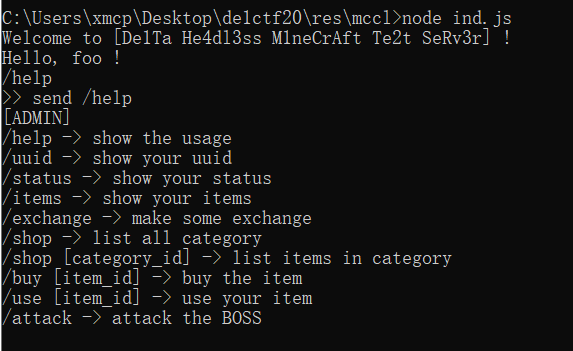 C:\Users\xmcp\Desktop\de1ctf20\res\mccl>node ind.js
Welcome to [De1Ta He4dl3ss M1neCrAft Te2t SeRv3r] !
Hello, foo !
/help
>> send /help
[ADMIN]
/help -> show the usage
/uuid -> show your uuid
/status -> show your status
/items -> show your items
/exchange -> make some exchange
/shop -> list all category
/shop [category_id] -> list items in category
/buy [item_id] -> buy the item
/use [item_id] -> use your item
/attack -> attack the BOSS